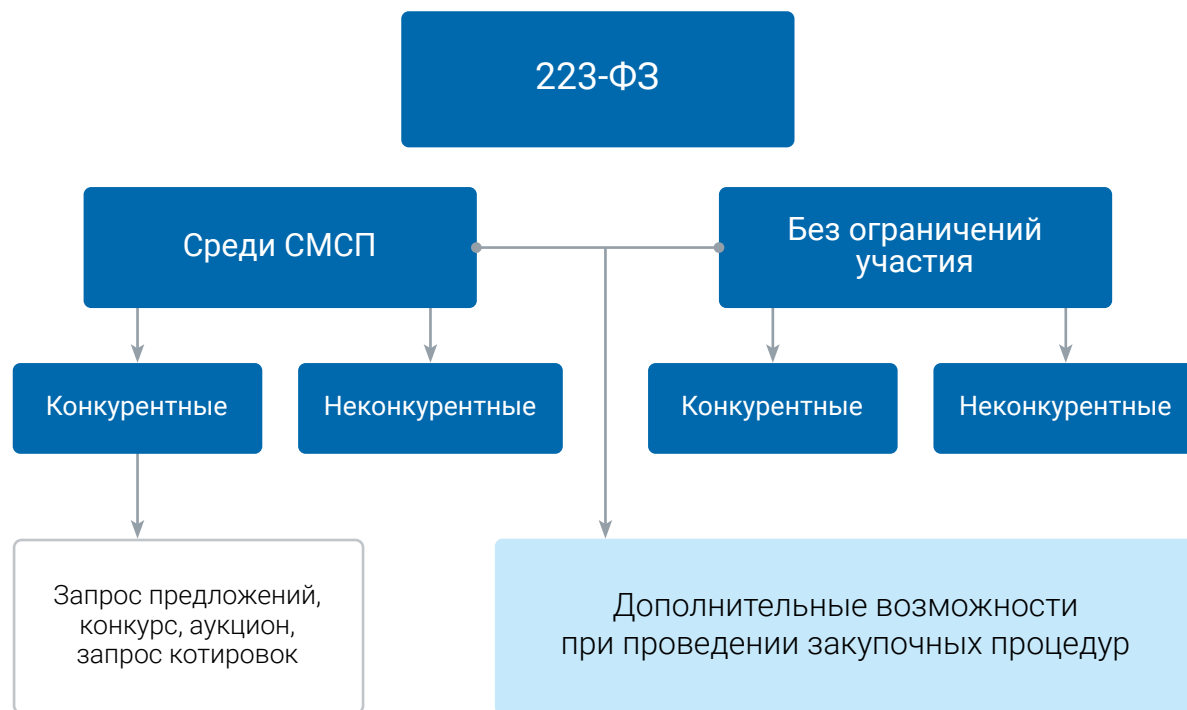 223-ФЗ
Среди СМСП
Без ограничений
участия
Конкурентные
Неконкурентные
Конкурентные
Неконкурентные
Запрос предложений,
конкурс, аукцион,
запрос котировок
Дополнительные возможности
при проведении закупочных процедур